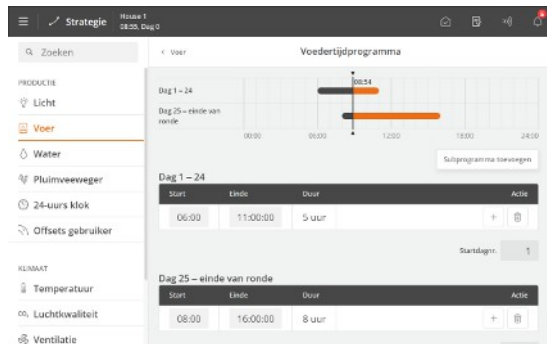 Strategie
House 1
08:55, Dag 0
Zoeken
< Voer
Voedertijdprogramma
PRODUCTIE
Licht
Voer
Water
Pluimveeweger
24-uurs klok
Offsets gebruiker
KLIMAAT
Temperatuur
CO₂ Luchtkwaliteit
Ventilatie
08:54
Dag 1 – 24
Dag 25 – einde van
ronde
00:00 06:00 12:00 18:00 24:00
Subprogramma toevoegen
Dag 1 – 24
Start Einde Duur Actie
06:00 11:00:00 5 uur +
Startdagnr. 1
Dag 25 – einde van ronde
Start Einde Duur Actie
08:00 16:00:00 8 uur +